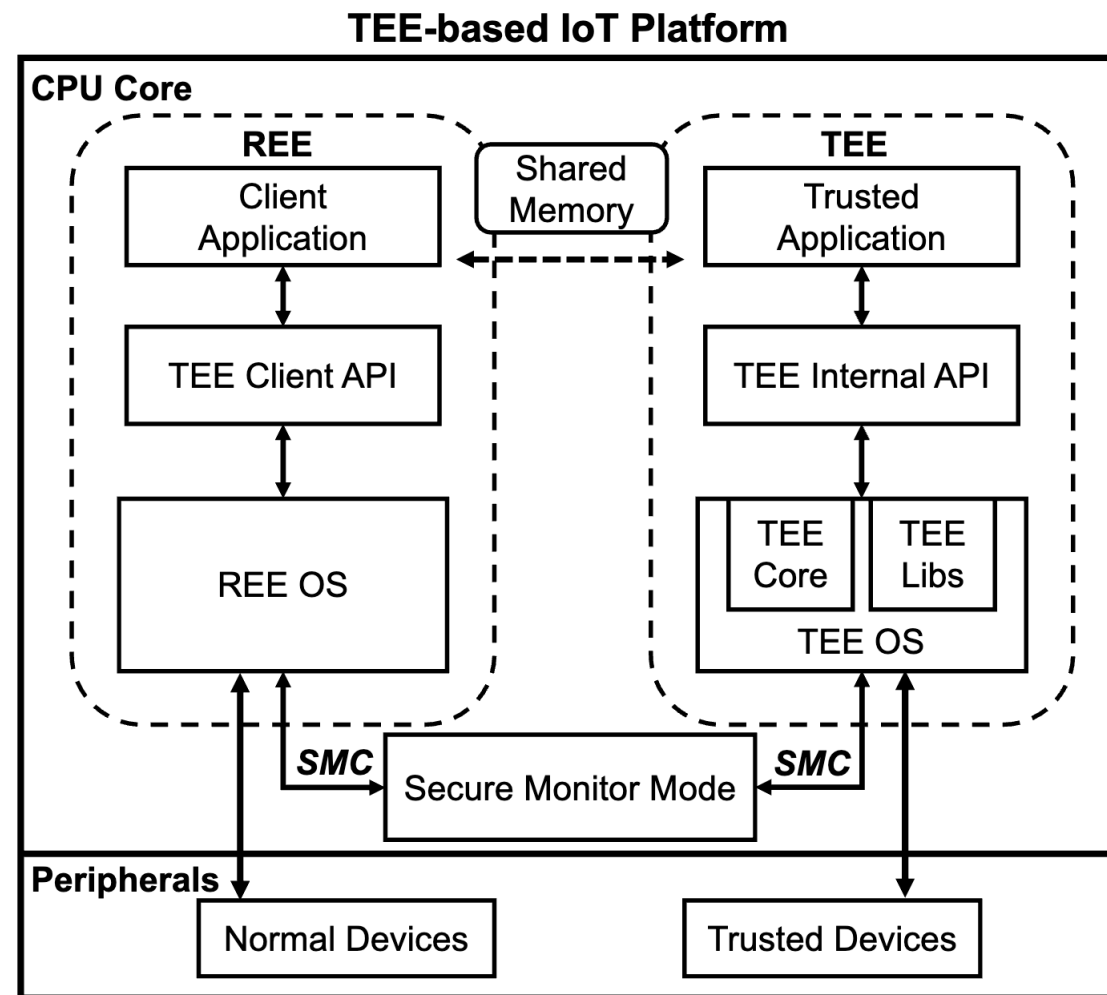 TEE-based IoT Platform
CPU Core
REE
Client
Application
TEE Client API
REE OS
Shared
Memory
TEE
Trusted
Application
TEE Internal API
TEE
Core
TEE
Libs
TEE OS
SMC
Secure Monitor Mode
SMC
Peripherals
Normal Devices
Trusted Devices